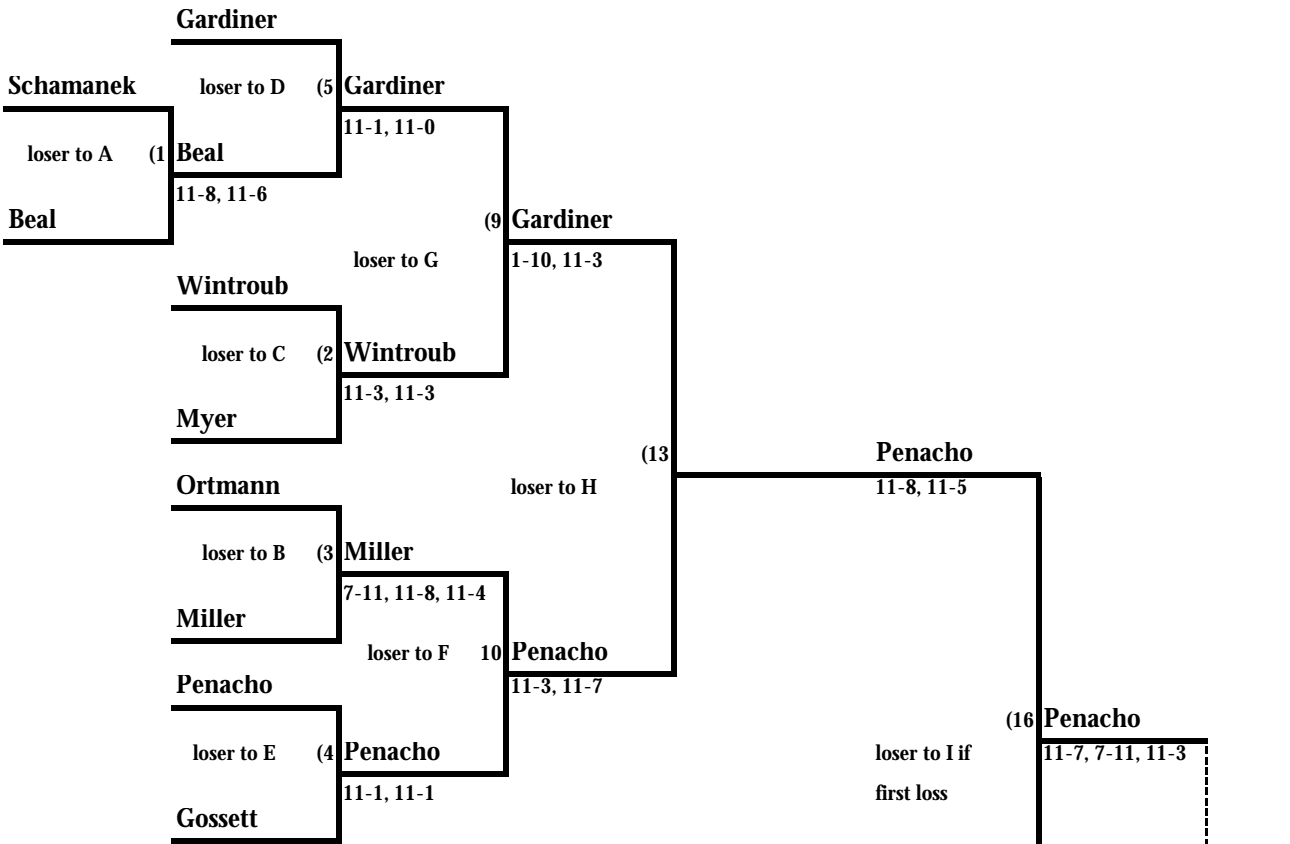 Gardiner
Schamanek
loser to D (5 Gardiner
11-1, 11-0
loser to A (1 Beal
11-8, 11-6
Beal
(9 Gardiner
loser to G 1-10, 11-3
Wintroub
loser to C (2 Wintroub
11-3, 11-3
Myer
(13 Penacho
Ortmann
loser to H 11-8, 11-5
loser to B (3 Miller
7-11, 11-8, 11-4
Miller
loser to F 10 Penacho
Penacho
11-3, 11-7
(16 Penacho
loser to E (4 Penacho
loser to I if 11-7, 7-11, 11-3
11-1, 11-1
first loss
Gossett